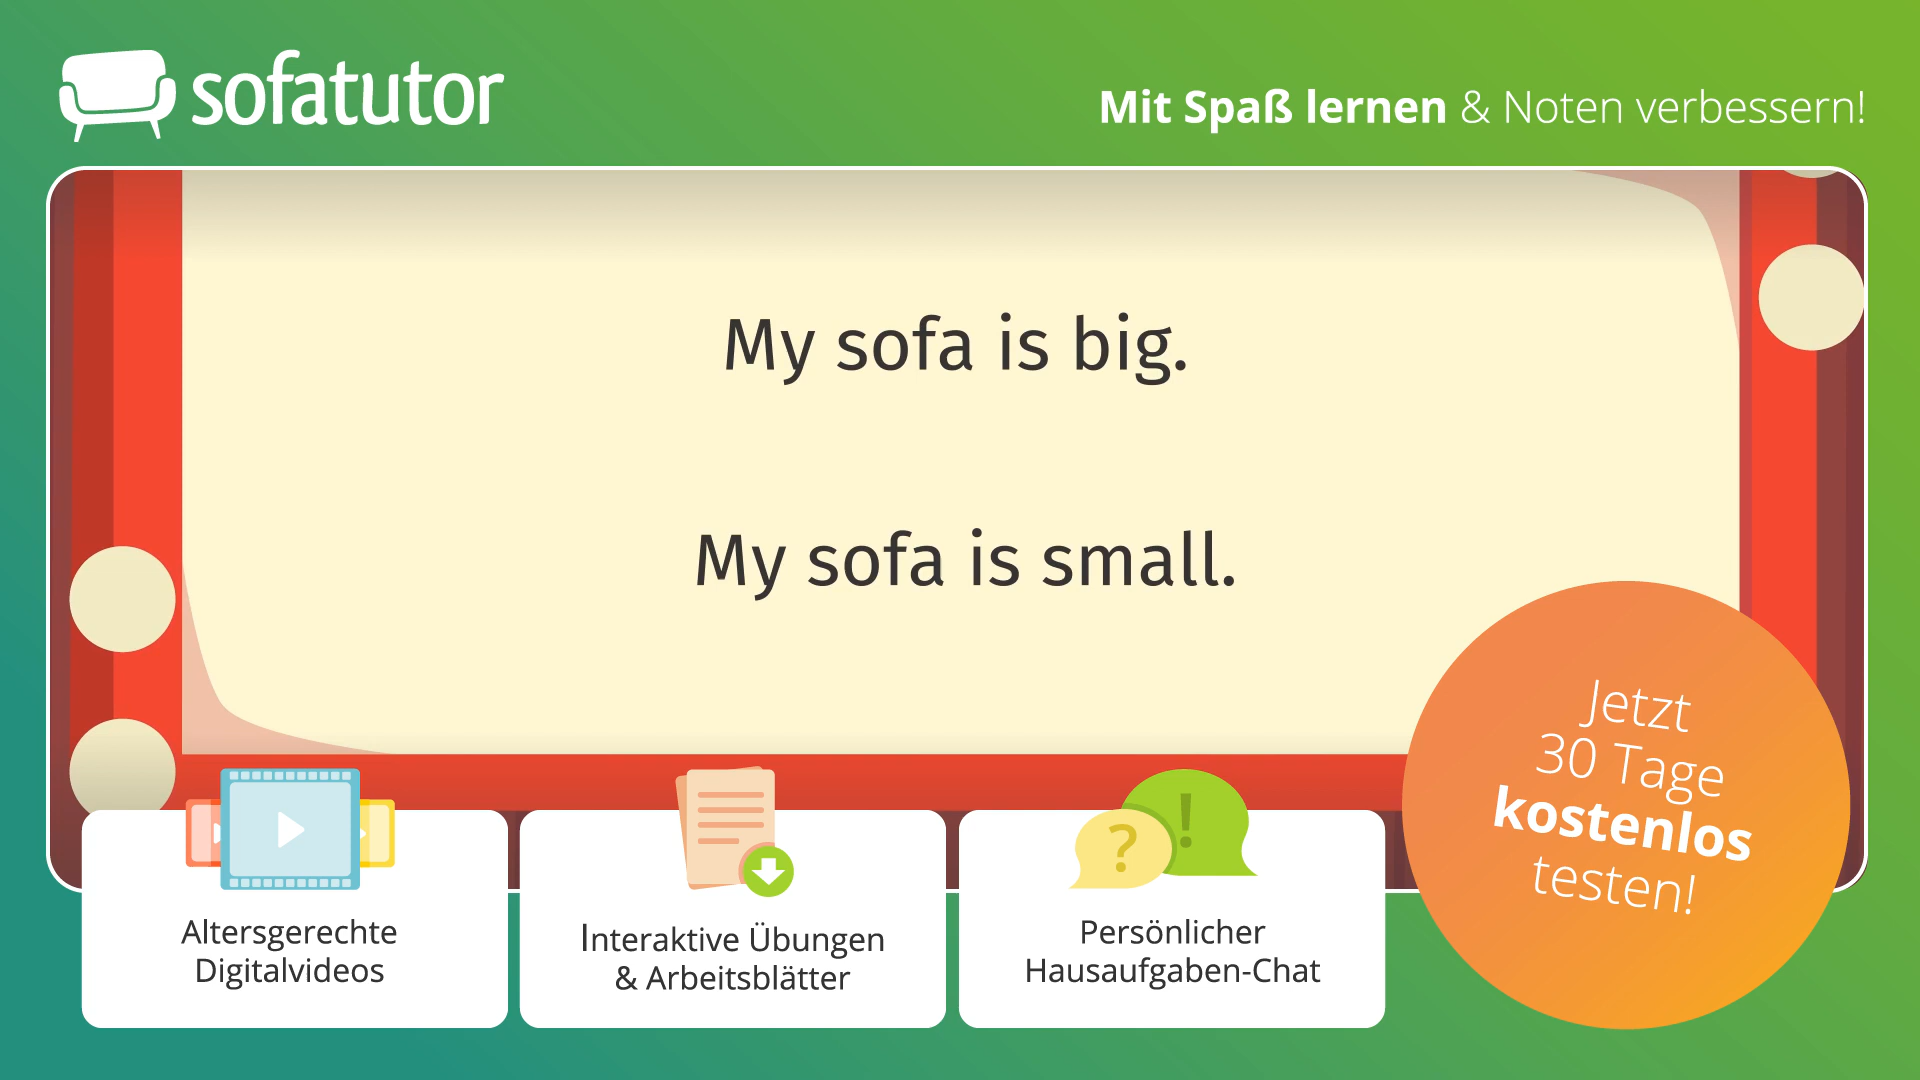 sofatutor
Mit Spaß lernen & Noten verbessern!
My sofa is big.
My sofa is small.
Jetzt
30 Tage
kostenlos
testen!
?
!
Altersgerechte
Digitalvideos
Interaktive Übungen
& Arbeitsblätter
Persönlicher
Hausaufgaben-Chat